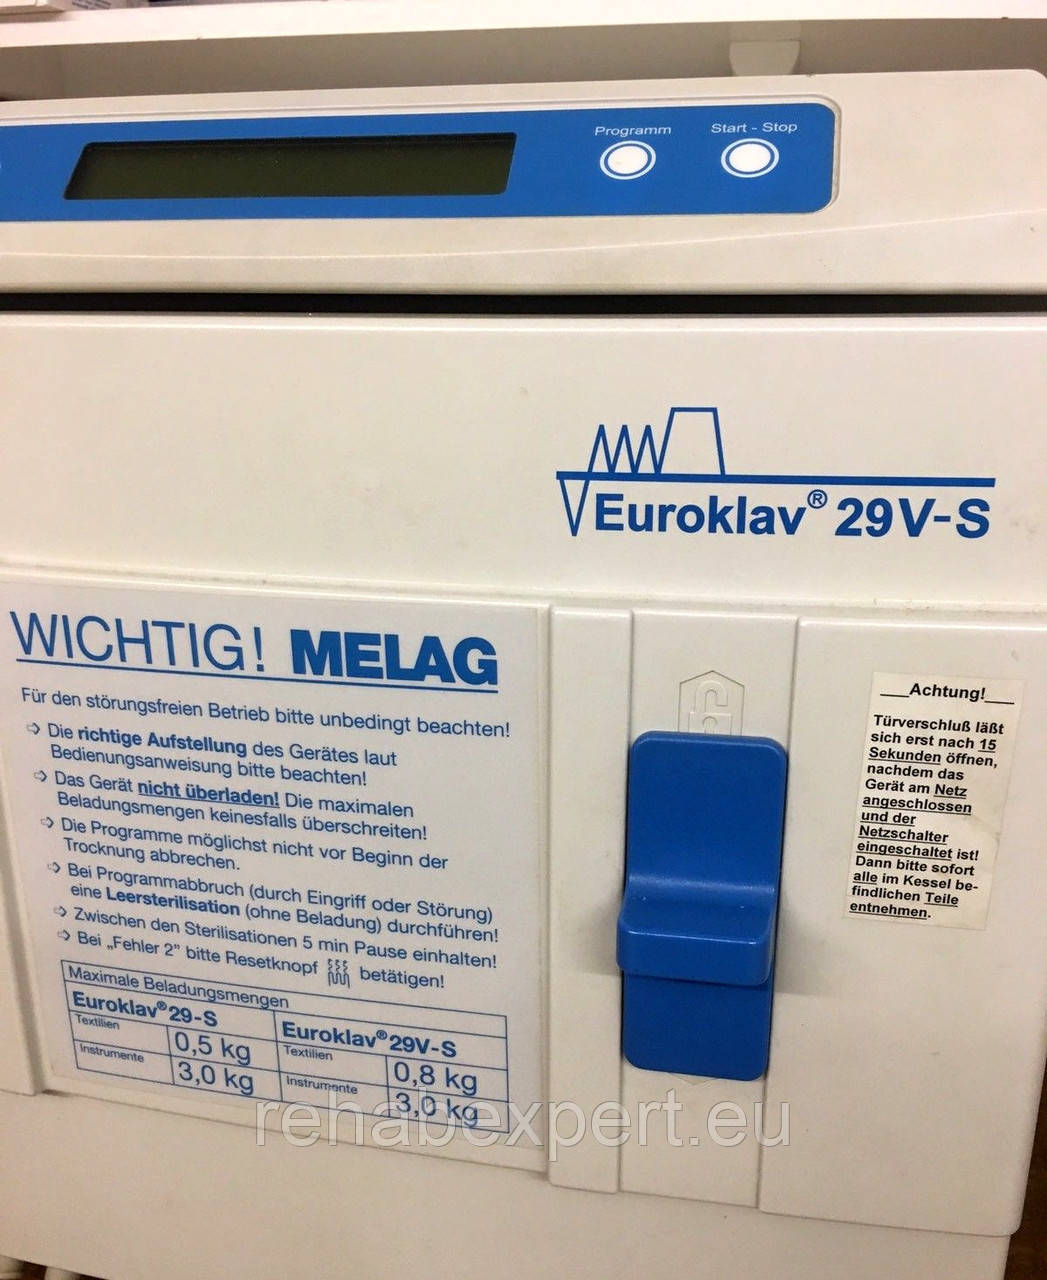 Programm
Start - Stop
Euroklav® 29V-S
WICHTIG! MELAG
Für den störungsfreien Betrieb bitte unbedingt beachten!
➪ Die richtige Aufstellung des Gerätes laut
Bedienungsanweisung bitte beachten!
➪ Das Gerät nicht überladen! Die maximalen
Beladungsmengen keinesfalls überschreiten!
➪ Die Programme möglichst nicht vor Beginn der
Trocknung abbrechen.
➪ Bei Programmabbruch (durch Eingriff oder Störung)
eine Leersterilisation (ohne Beladung) durchführen!
➪ Zwischen den Sterilisationen 5 min Pause einhalten!
➪ Bei „Fehler 2” bitte Resetknopf betätigen!
Maximale Beladungsmengen
Euroklav® 29-S
Textilien 0,5 kg
Instrumente 3,0 kg
Euroklav® 29V-S
Textilien 0,8 kg
Instrumente 3,0 kg
___Achtung!___
Türverschluß läßt
sich erst nach 15
Sekunden öffnen,
nachdem das
Gerät am Netz
angeschlossen
und der
Netzschalter
eingeschaltet ist!
Dann bitte sofort
alle im Kessel be-
findlichen Teile
entnehmen.
rehabexpert.eu